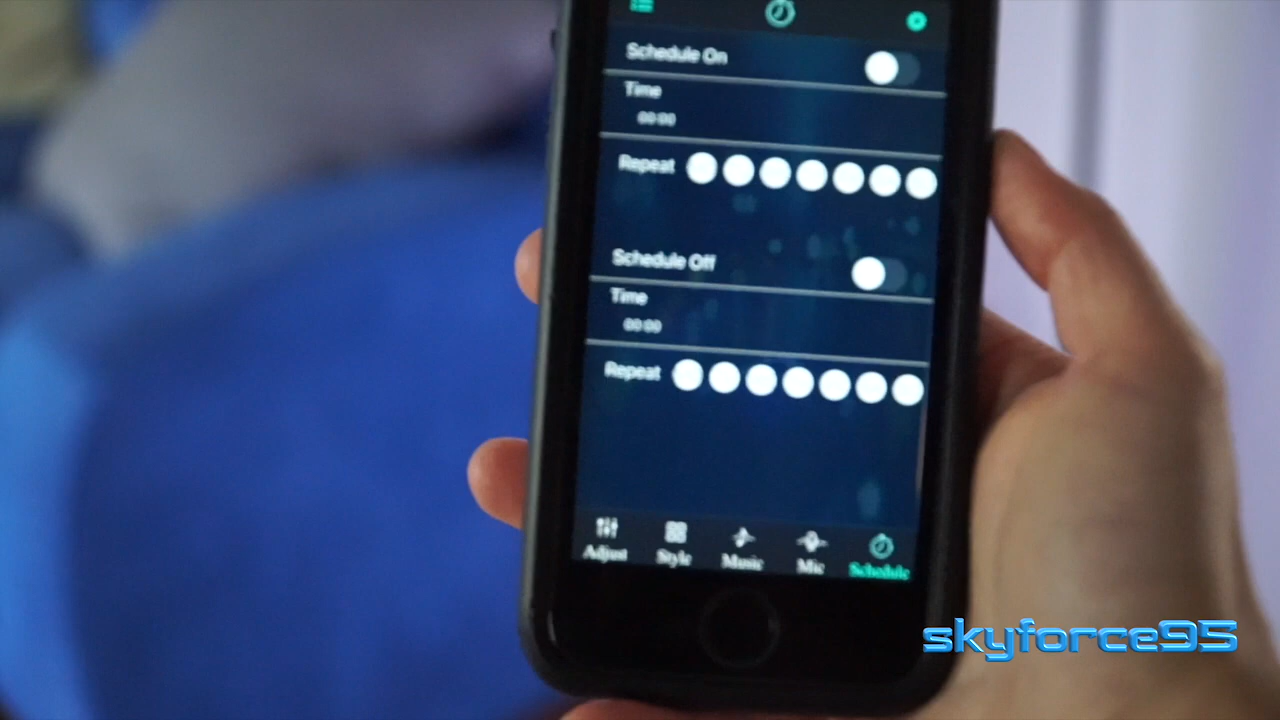 Schedule On
Time
00:00
Repeat
Schedule Off
Time
00:00
Repeat
Adjust Style Music Mic Schedule
skyforce95